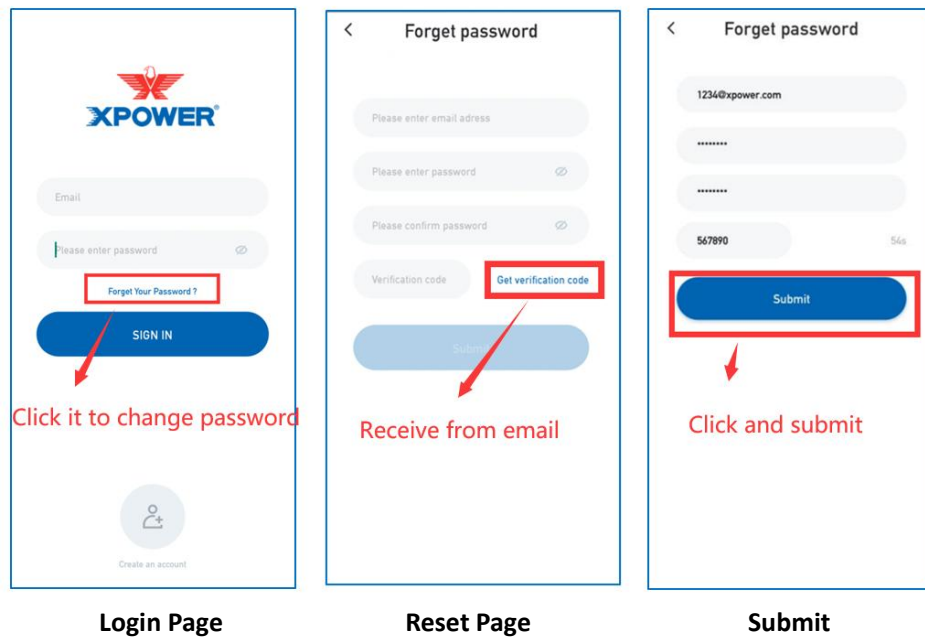 XPOWER®
Email
Please enter password
Forget Your Password ?
SIGN IN
Click it to change password
Create an account
Login Page
Forget password
Please enter email adress
Please enter password
Please confirm password
Verification code
Get verification code
Submit
Receive from email
Reset Page
Forget password
1234@xpower.com
••••••••
••••••••
567890
54s
Submit
Click and submit
Submit